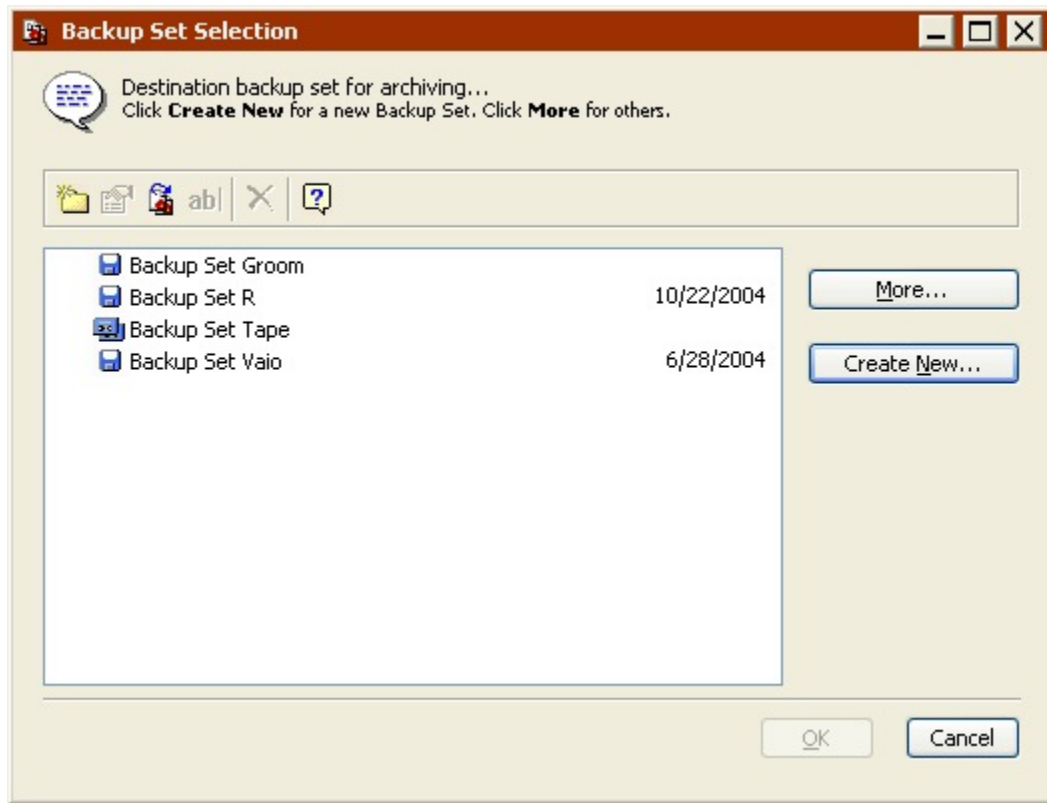 Backup Set Selection
Destination backup set for archiving...
Click Create New for a new Backup Set. Click More for others.
ab|
Backup Set Groom
Backup Set R 10/22/2004
Backup Set Tape
Backup Set Vaio 6/28/2004
More...
Create New...
OK
Cancel